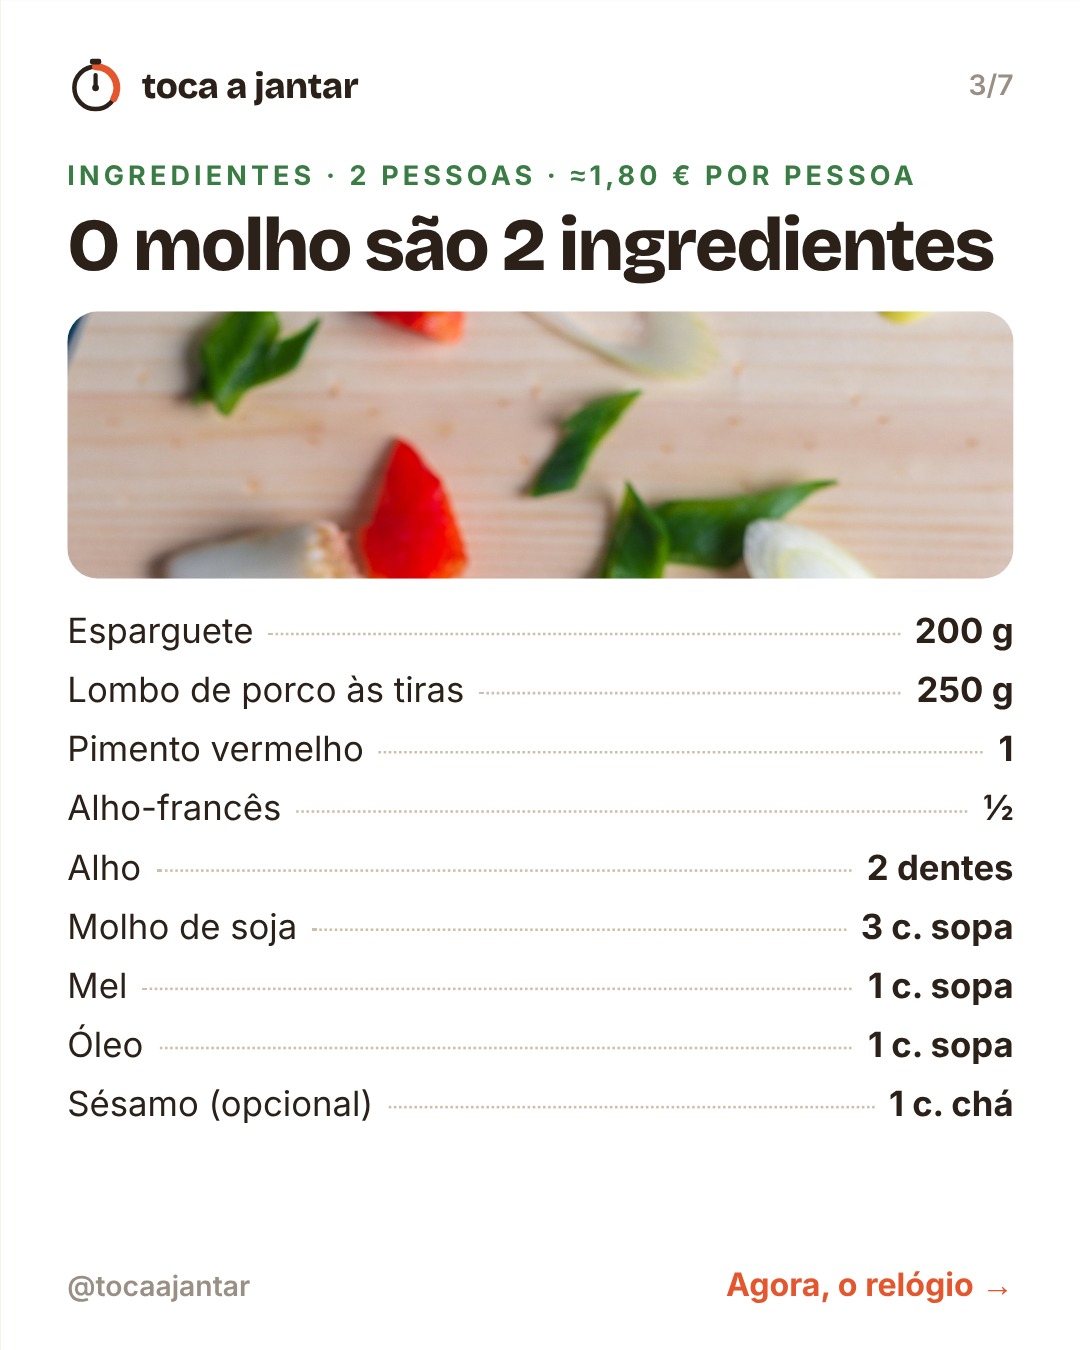 toca a jantar
3/7
INGREDIENTES · 2 PESSOAS · ≈1,80 € POR PESSOA
O molho são 2 ingredientes
Esparguete 200 g
Lombo de porco às tiras 250 g
Pimento vermelho 1
Alho-francês ½
Alho 2 dentes
Molho de soja 3 c. sopa
Mel 1 c. sopa
Óleo 1 c. sopa
Sésamo (opcional) 1 c. chá
@tocaajantar
Agora, o relógio →